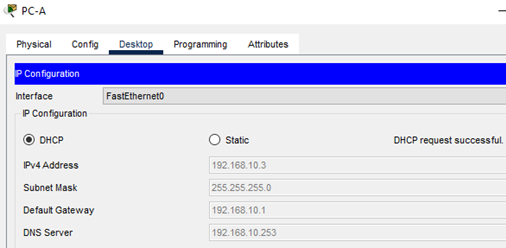 PC-A
Physical Config Desktop Programming Attributes
IP Configuration
Interface FastEthernet0
IP Configuration
DHCP Static DHCP request successful.
IPv4 Address 192.168.10.3
Subnet Mask 255.255.255.0
Default Gateway 192.168.10.1
DNS Server 192.168.10.253